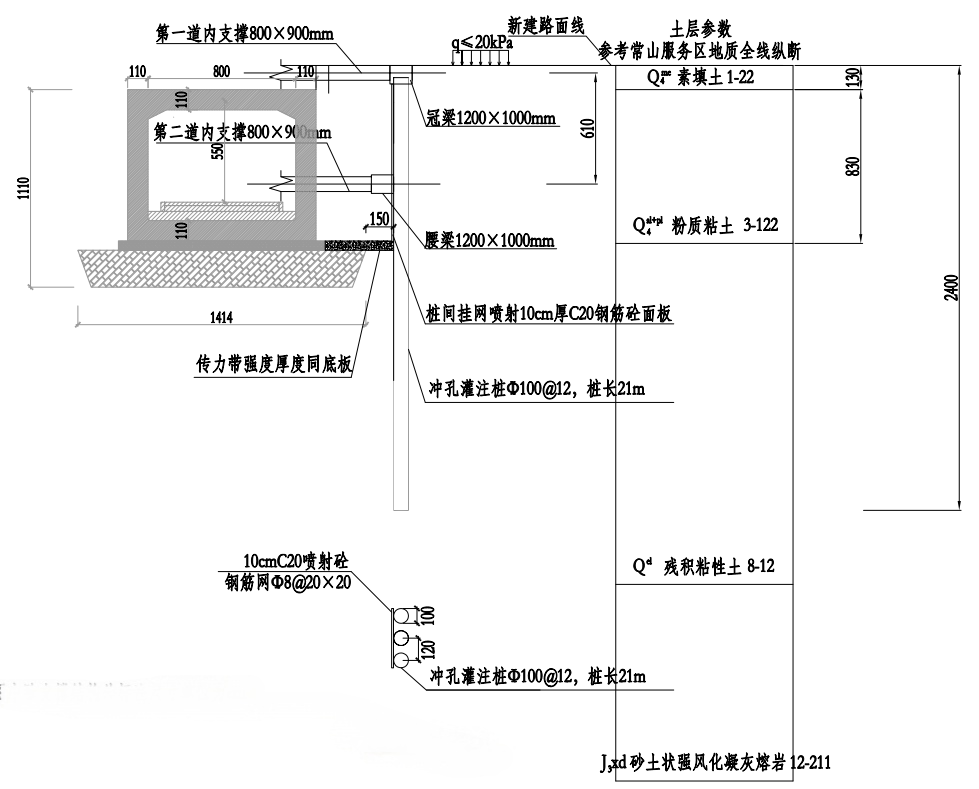 第一道内支撑800×900mm
新建路面线
土层参数
q≤20kPa
参考常山服务区地质全线纵断
110
800
110
Q₄ᵐᵉ 素填土 1-22
130
110
冠梁1200×1000mm
第二道内支撑800×900mm
550
610
830
1110
150
110
Q₄ᵃˡ⁺ᵖˡ 粉质粘土 3-122
腰梁1200×1000mm
2400
1414
桩间挂网喷射10cm厚C20钢筋砼面板
传力带强度厚度同底板
冲孔灌注桩Φ100@12，桩长21m
10cmC20喷射砼
钢筋网Φ8@20×20
Qᵉˡ 残积粘性土 8-12
100
120
冲孔灌注桩Φ100@12，桩长21m
J₃xd 砂土状强风化凝灰熔岩 12-211